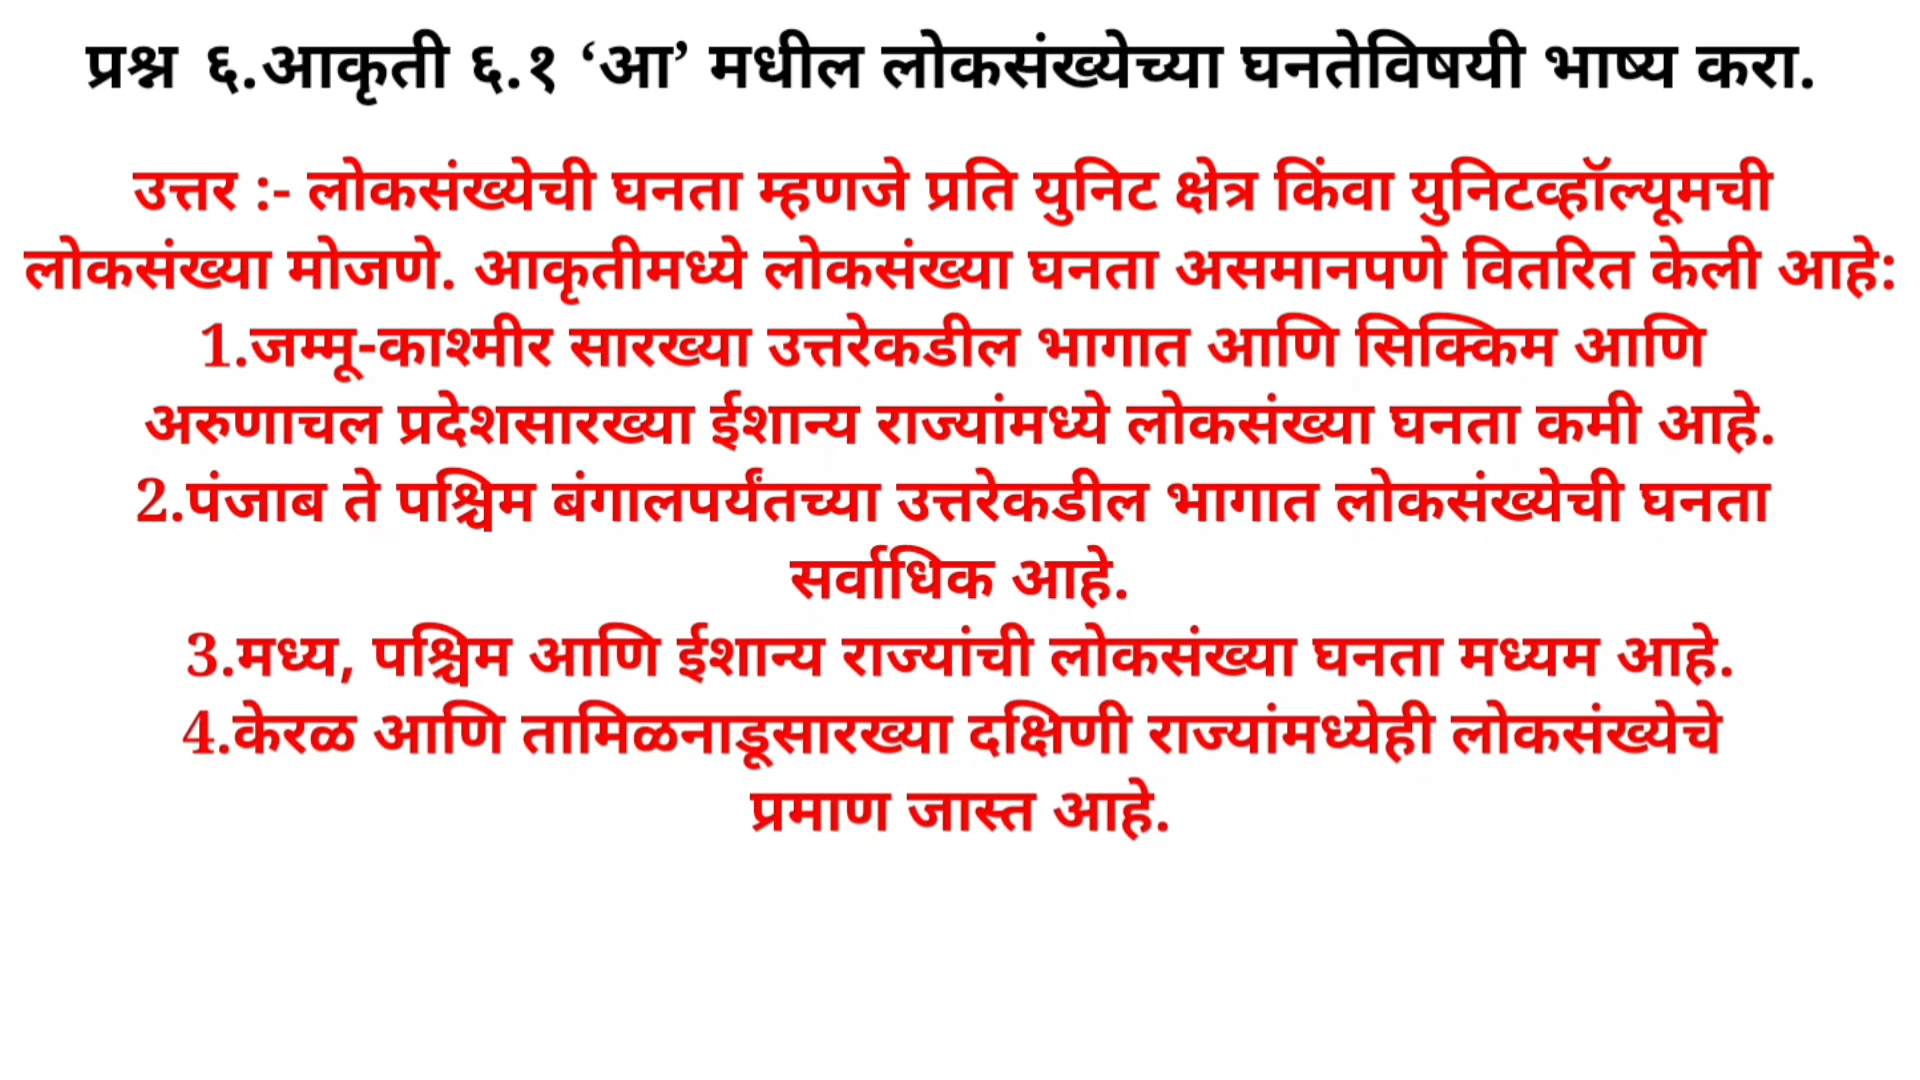 प्रश्न ६.आकृती ६.१ ‘आ’ मधील लोकसंख्येच्या घनतेविषयी भाष्य करा.
उत्तर :- लोकसंख्येची घनता म्हणजे प्रति युनिट क्षेत्र किंवा युनिटव्हॉल्यूमची
लोकसंख्या मोजणे. आकृतीमध्ये लोकसंख्या घनता असमानपणे वितरित केली आहे:
1.जम्मू-काश्मीर सारख्या उत्तरेकडील भागात आणि सिक्किम आणि
अरुणाचल प्रदेशसारख्या ईशान्य राज्यांमध्ये लोकसंख्या घनता कमी आहे.
2.पंजाब ते पश्चिम बंगालपर्यंतच्या उत्तरेकडील भागात लोकसंख्येची घनता
सर्वाधिक आहे.
3.मध्य, पश्चिम आणि ईशान्य राज्यांची लोकसंख्या घनता मध्यम आहे.
4.केरळ आणि तामिळनाडूसारख्या दक्षिणी राज्यांमध्येही लोकसंख्येचे
प्रमाण जास्त आहे.